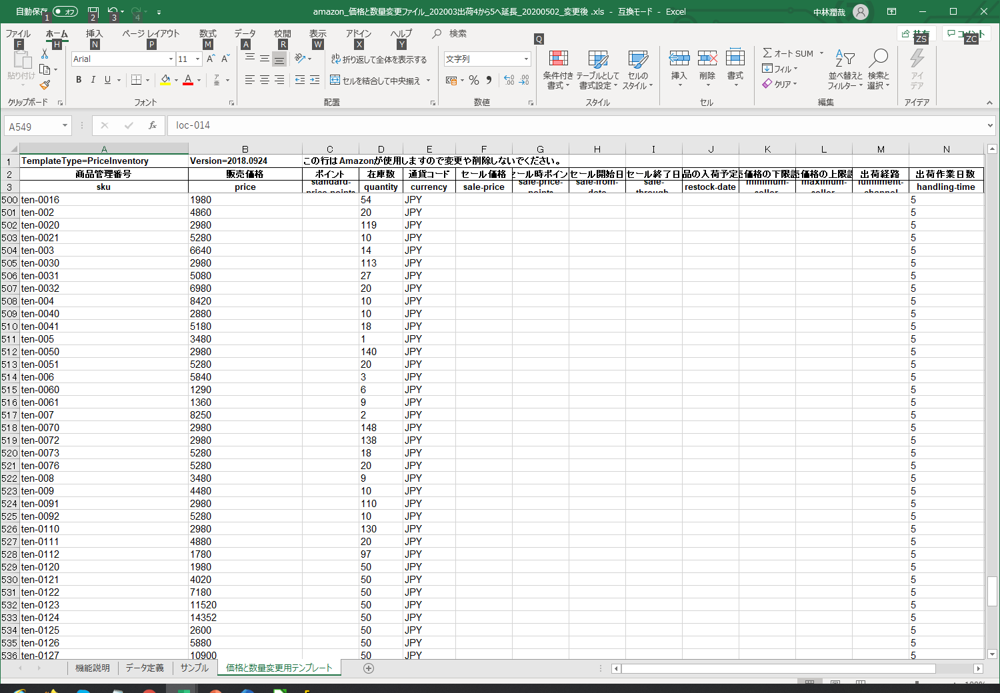 自動保存 オフ
amazon_価格と数量変更ファイル_202003出荷4から5へ延長_20200502_変更後 .xls - 互換モード - Excel
中林潤哉
1 2 3 4
ファイル ホーム 挿入 ページ レイアウト 数式 データ 校閲 表示 アドイン ヘルプ 検索 共有 コメント
F H N P M A R W X Y Q ZS ZC
貼り付け
Arial 11
B I U
折り返して全体を表示する
セルを結合して中央揃え
文字列
条件付き書式
テーブルとして書式設定
セルのスタイル
挿入 削除 書式
オート SUM
フィル
クリア
並べ替えとフィルター
検索と選択
アイデア
クリップボード フォント 配置 数値 スタイル セル 編集 アイデア
A549 fx loc-014
A B C D E F G H I J K L M N
1 TemplateType=PriceInventory Version=2018.0924 この行はAmazonが使用しますので変更や削除しないでください。
2 商品管理番号 販売価格 ポイント 在庫数 通貨コード セール価格 セール時ポイン セール開始日 セール終了日 品の入荷予定 価格の下限 価格の上限 出荷経路 出荷作業日数
3 sku price standard-price-points quantity currency sale-price sale-price-points sale-from-date sale-through restock-date minimum-seller maximum-seller fulfillment-channel handling-time
500 ten-0016 1980 54 JPY 5
501 ten-002 4860 20 JPY 5
502 ten-0020 2980 119 JPY 5
503 ten-0021 5280 10 JPY 5
504 ten-003 6640 14 JPY 5
505 ten-0030 2980 113 JPY 5
506 ten-0031 5080 27 JPY 5
507 ten-0032 6980 20 JPY 5
508 ten-004 8420 10 JPY 5
509 ten-0040 2880 10 JPY 5
510 ten-0041 5180 18 JPY 5
511 ten-005 3480 1 JPY 5
512 ten-0050 2980 140 JPY 5
513 ten-0051 5280 20 JPY 5
514 ten-006 5840 3 JPY 5
515 ten-0060 1290 6 JPY 5
516 ten-0061 1360 9 JPY 5
517 ten-007 8250 2 JPY 5
518 ten-0070 2980 148 JPY 5
519 ten-0072 2980 138 JPY 5
520 ten-0073 5280 18 JPY 5
521 ten-0076 5280 20 JPY 5
522 ten-008 3480 9 JPY 5
523 ten-009 4480 10 JPY 5
524 ten-0091 2980 110 JPY 5
525 ten-0092 5280 10 JPY 5
526 ten-0110 2980 130 JPY 5
527 ten-0111 4880 20 JPY 5
528 ten-0112 1780 97 JPY 5
529 ten-0120 1980 50 JPY 5
530 ten-0121 4020 50 JPY 5
531 ten-0122 7180 50 JPY 5
532 ten-0123 11520 50 JPY 5
533 ten-0124 14352 50 JPY 5
534 ten-0125 2600 50 JPY 5
535 ten-0126 5880 50 JPY 5
536 ten-0127 10900 50 JPY 5
機能説明 データ定義 サンプル 価格と数量変更用テンプレート